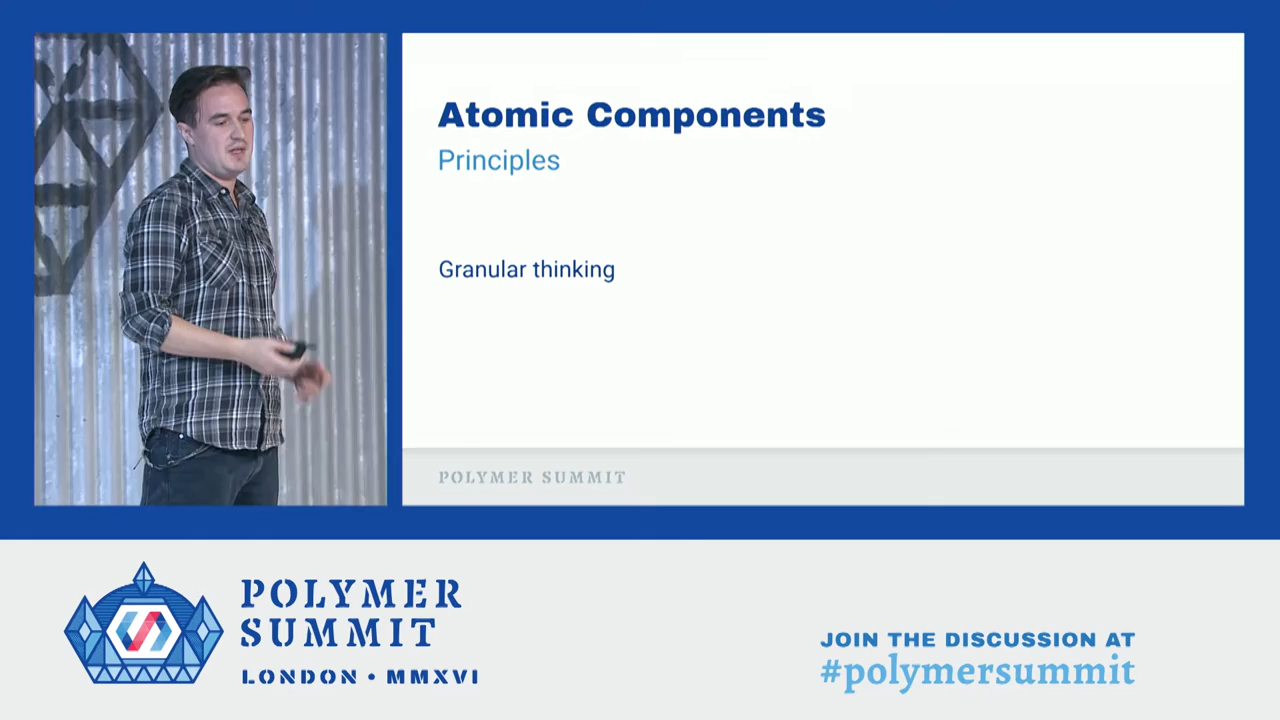 Atomic Components
Principles
Granular thinking
POLYMER SUMMIT
POLYMER
SUMMIT
LONDON • MMXVI
JOIN THE DISCUSSION AT
#polymersummit